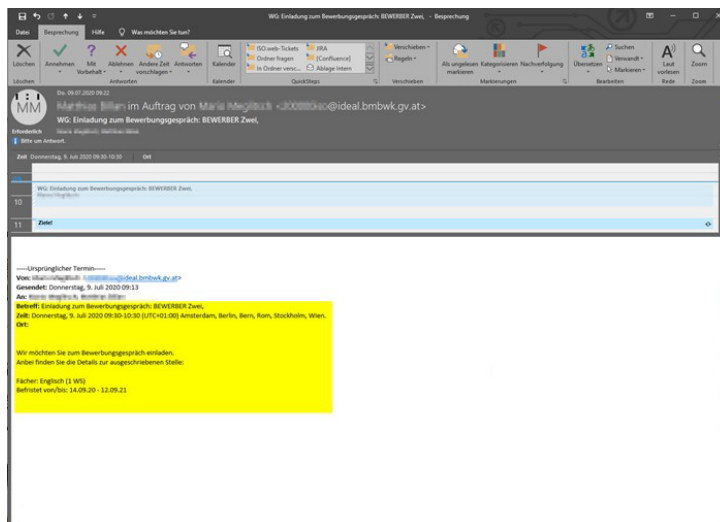 WG: Einladung zum Bewerbungsgespräch: BEWERBER Zwei, - Besprechung
Datei Besprechung Hilfe Was möchten Sie tun?
Löschen Annehmen Mit Vorbehalt Ablehnen Andere Zeit vorschlagen Antworten Kalender
ISO:web-Tickets JIRA Verschieben
Ordner fragen [Confluence] Regeln
In Ordner versc... Ablage Intern
Als ungelesen markieren Kategorisieren Nachverfolgung Übersetzen Suchen Verwandt Markieren Laut vorlesen Zoom
Löschen Antworten Kalender QuickSteps Verschieben Markierungen Bearbeiten Rede Zoom
Do. 09.07.2020 09:22
MM
im Auftrag von @ideal.bmbwk.gv.at>
WG: Einladung zum Bewerbungsgespräch: BEWERBER Zwei,
Erforderlich
Bitte um Antwort.
Zeit Donnerstag, 9. Juli 2020 09:30-10:30 Ort
WG: Einladung zum Bewerbungsgespräch: BEWERBER Zwei,
10
11 Ziele!
-----Ursprünglicher Termin-----
Von: @ideal.bmbwk.gv.at>
Gesendet: Donnerstag, 9. Juli 2020 09:13
An:
Betreff: Einladung zum Bewerbungsgespräch: BEWERBER Zwei,
Zeit: Donnerstag, 9. Juli 2020 09:30-10:30 (UTC+01:00) Amsterdam, Berlin, Bern, Rom, Stockholm, Wien.
Ort:
Wir möchten Sie zum Bewerbungsgespräch einladen.
Anbei finden Sie die Details zur ausgeschriebenen Stelle:
Fächer: Englisch (1 WS)
Befristet von/bis: 14.09.20 - 12.09.21